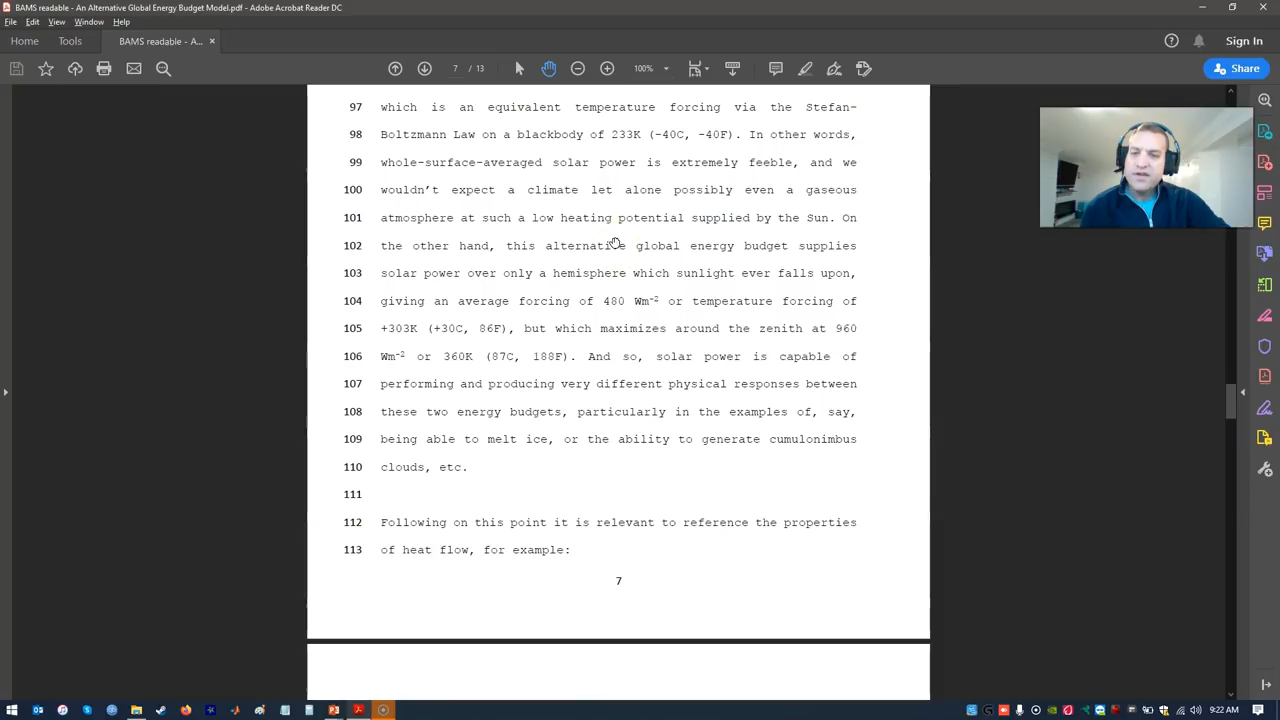 BAMS readable - An Alternative Global Energy Budget Model.pdf - Adobe Acrobat Reader DC
File Edit View Window Help
Home Tools BAMS readable - A... × Sign In
7 / 13 100% Share
97 which is an equivalent temperature forcing via the Stefan-
98 Boltzmann Law on a blackbody of 233K (-40C, -40F). In other words,
99 whole-surface-averaged solar power is extremely feeble, and we
100 wouldn't expect a climate let alone possibly even a gaseous
101 atmosphere at such a low heating potential supplied by the Sun. On
102 the other hand, this alternative global energy budget supplies
103 solar power over only a hemisphere which sunlight ever falls upon,
104 giving an average forcing of 480 Wm⁻² or temperature forcing of
105 +303K (+30C, 86F), but which maximizes around the zenith at 960
106 Wm⁻² or 360K (87C, 188F). And so, solar power is capable of
107 performing and producing very different physical responses between
108 these two energy budgets, particularly in the examples of, say,
109 being able to melt ice, or the ability to generate cumulonimbus
110 clouds, etc.
111
112 Following on this point it is relevant to reference the properties
113 of heat flow, for example:
7
9:22 AM